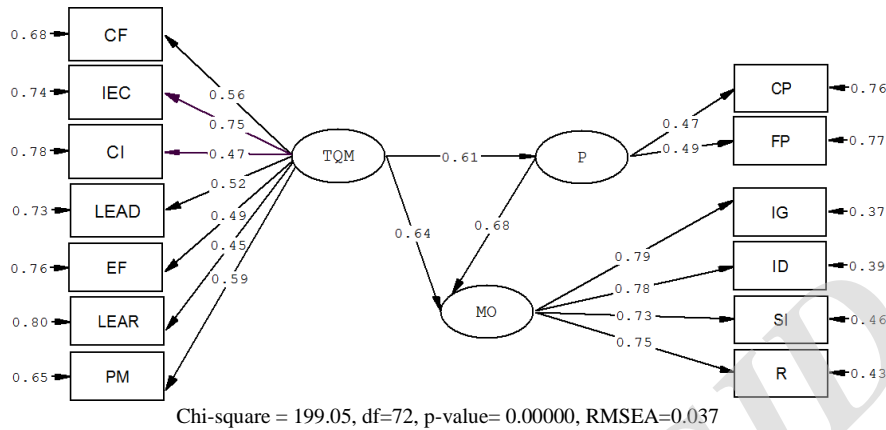 0.68 CF
0.74 IEC
0.78 CI
0.73 LEAD
0.76 EF
0.80 LEAR
0.65 PM
0.56
0.75
0.47
0.52
0.49
0.45
0.59
TQM
0.61
0.64
P
0.68
MO
0.47
0.49
0.79
0.78
0.73
0.75
CP 0.76
FP 0.77
IG 0.37
ID 0.39
SI 0.46
R 0.43
Chi-square = 199.05, df=72, p-value= 0.00000, RMSEA=0.037